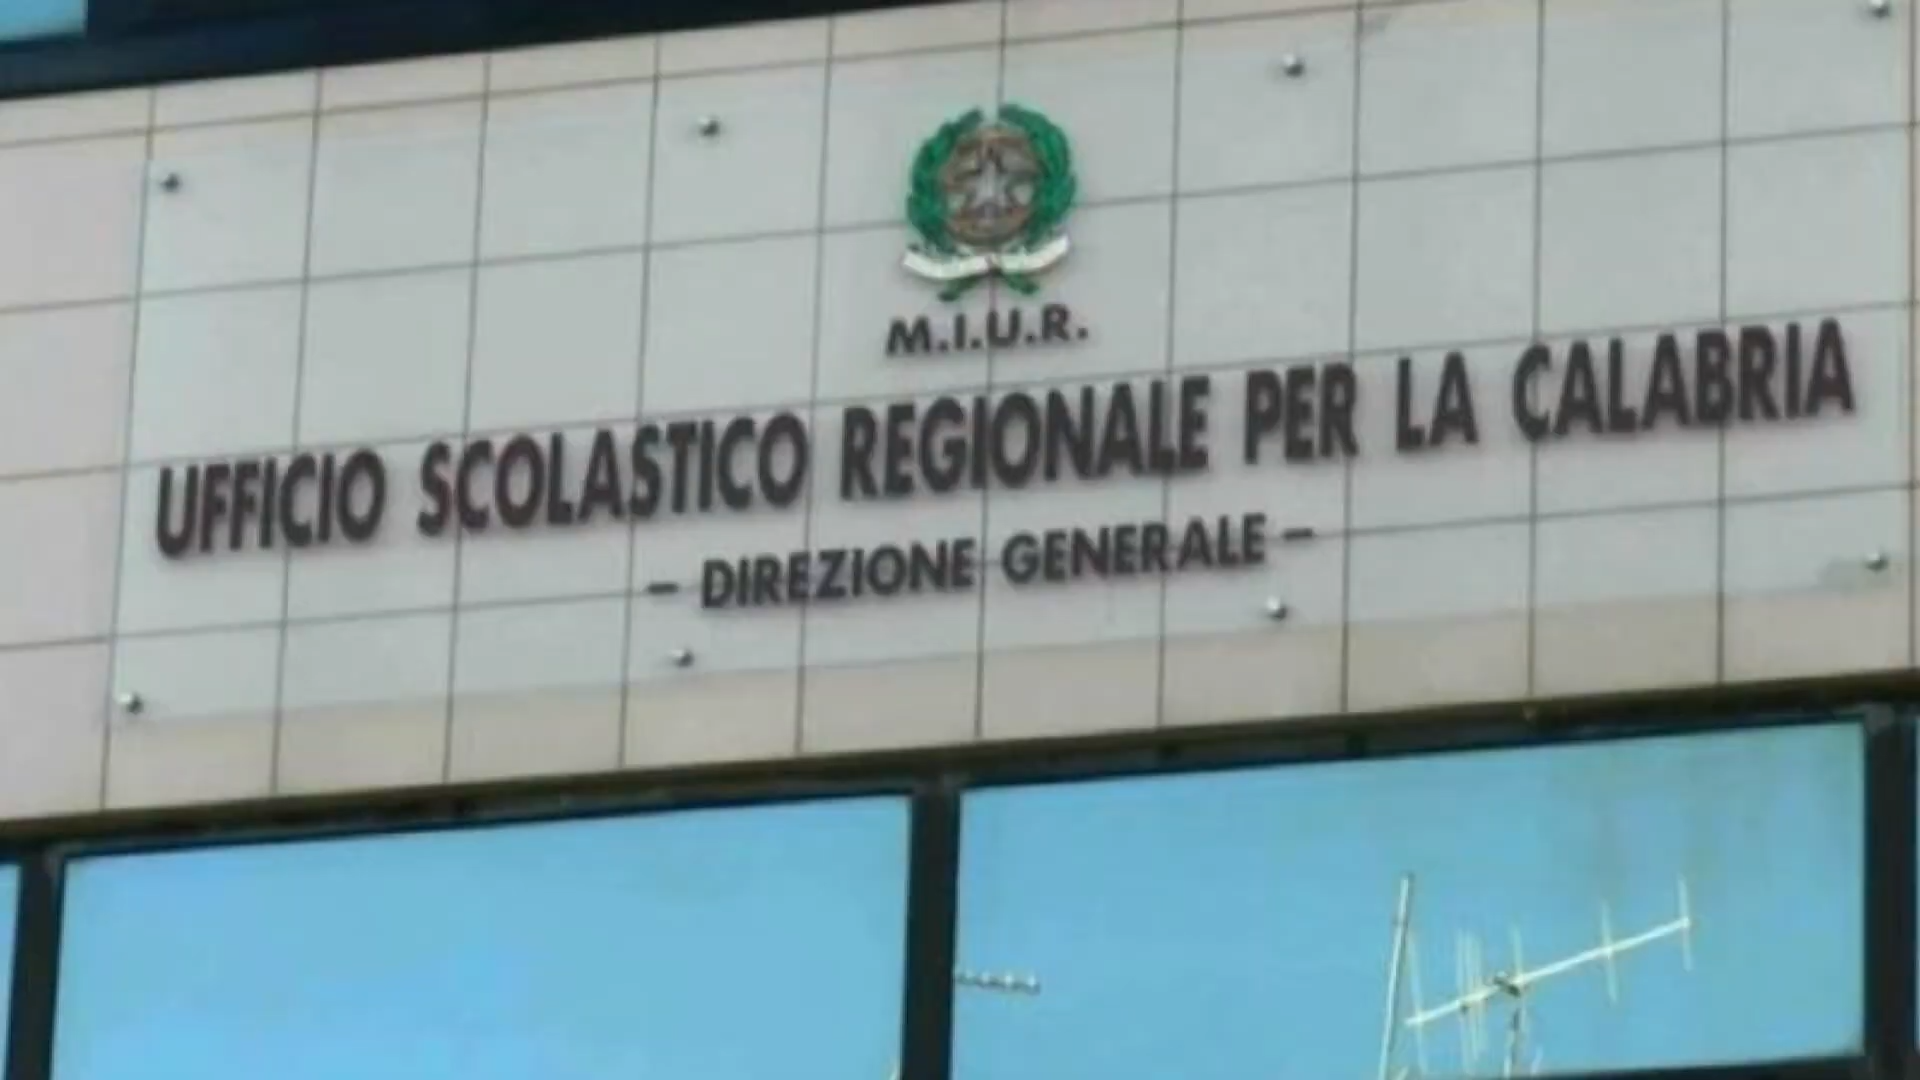 M.I.U.R.
UFFICIO SCOLASTICO REGIONALE PER LA CALABRIA
– DIREZIONE GENERALE –